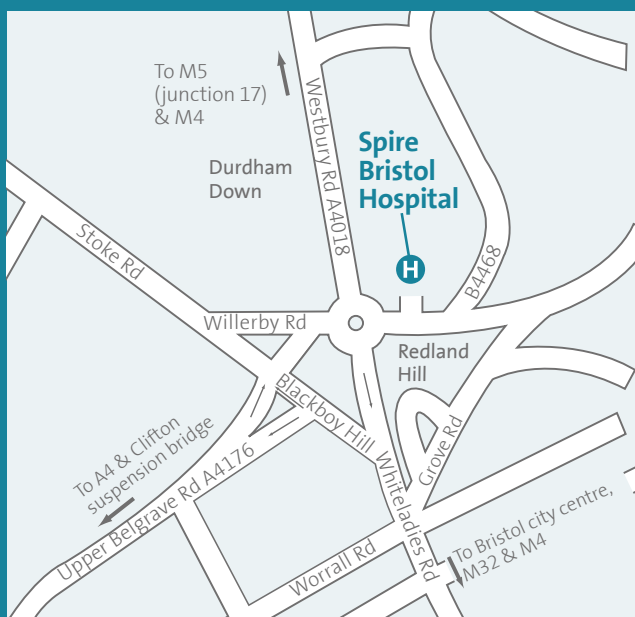 To M5
(junction 17)
& M4
Westbury Rd A4018
Spire
Bristol
Hospital
Durdham
Down
H
Stoke Rd
B4468
Willerby Rd
Redland
Hill
Blackboy Hill
Grove Rd
To A4 & Clifton
suspension bridge
Upper Belgrave Rd A4176
Whiteladies Rd
Worrall Rd
To Bristol city centre,
M32 & M4